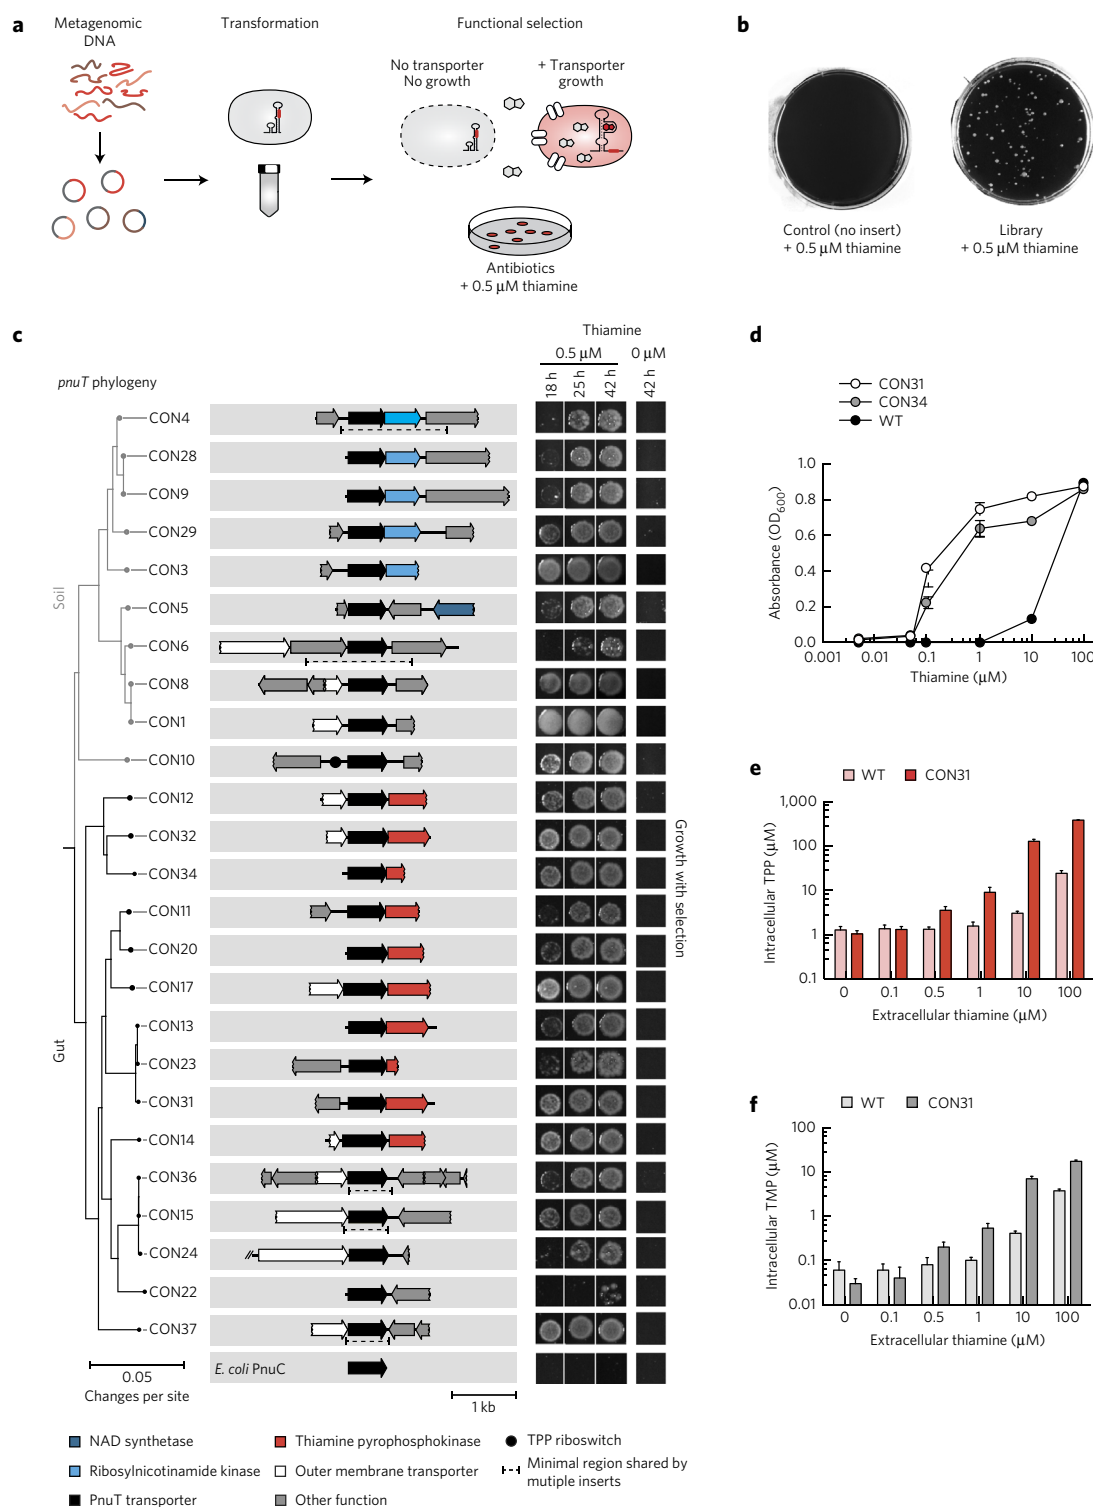 a
Metagenomic
DNA
Transformation
Functional selection
No transporter
No growth
+ Transporter
growth
Antibiotics
+ 0.5 μM thiamine
b
Control (no insert)
+ 0.5 μM thiamine
Library
+ 0.5 μM thiamine
c
pnuT phylogeny
Thiamine
0.5 μM
0 μM
18 h
25 h
42 h
42 h
Soil
Gut
CON4
CON28
CON9
CON29
CON3
CON5
CON6
CON8
CON1
CON10
CON12
CON32
CON34
CON11
CON20
CON17
CON13
CON23
CON31
CON14
CON36
CON15
CON24
CON22
CON37
E. coli PnuC
Growth with selection
0.05
Changes per site
1 kb
NAD synthetase
Ribosylnicotinamide kinase
PnuT transporter
Thiamine pyrophosphokinase
Outer membrane transporter
Other function
TPP riboswitch
Minimal region shared by
mutiple inserts
d
CON31
CON34
WT
Absorbance (OD600)
1.0
0.8
0.6
0.4
0.2
0.0
0.001
0.01
0.1
1
10
100
Thiamine (μM)
e
WT
CON31
Intracellular TPP (μM)
1,000
100
10
1
0.1
0
0.1
0.5
1
10
100
Extracellular thiamine (μM)
f
WT
CON31
Intracellular TMP (μM)
100
10
1
0.1
0.01
0
0.1
0.5
1
10
100
Extracellular thiamine (μM)